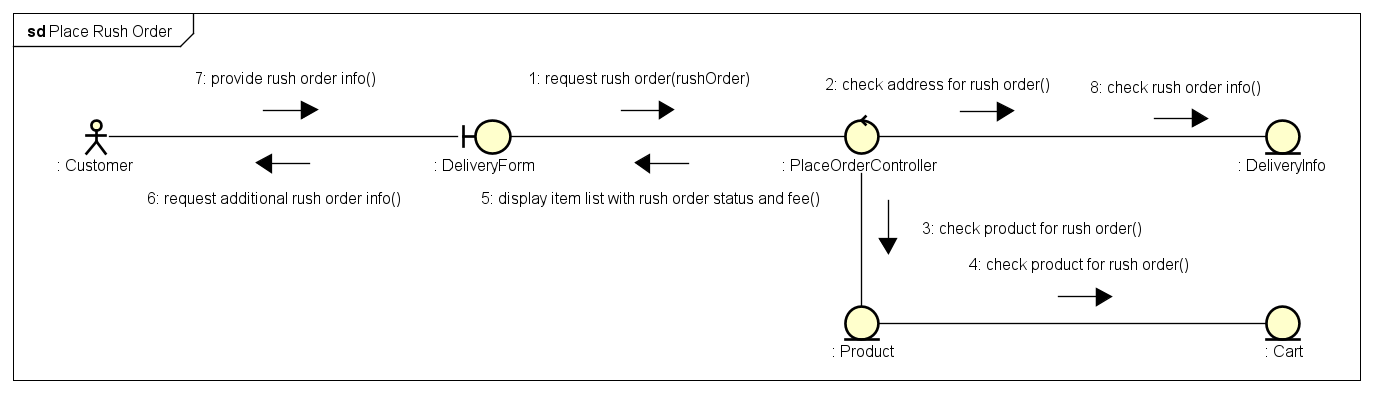 sd Place Rush Order
7: provide rush order info()
1: request rush order(rushOrder)
2: check address for rush order()
8: check rush order info()
: Customer
: DeliveryForm
: PlaceOrderController
: DeliveryInfo
6: request additional rush order info()
5: display item list with rush order status and fee()
3: check product for rush order()
4: check product for rush order()
: Product
: Cart